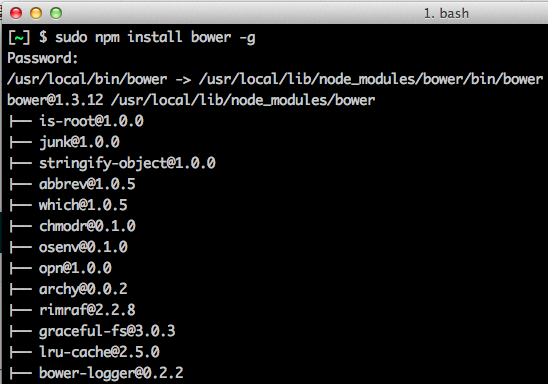 1. bash
[~] $ sudo npm install bower -g
Password:
/usr/local/bin/bower -> /usr/local/lib/node_modules/bower/bin/bower
bower@1.3.12 /usr/local/lib/node_modules/bower
├── is-root@1.0.0
├── junk@1.0.0
├── stringify-object@1.0.0
├── abbrev@1.0.5
├── which@1.0.5
├── chmodr@0.1.0
├── osenv@0.1.0
├── opn@1.0.0
├── archy@0.0.2
├── rimraf@2.2.8
├── graceful-fs@3.0.3
├── lru-cache@2.5.0
├── bower-logger@0.2.2